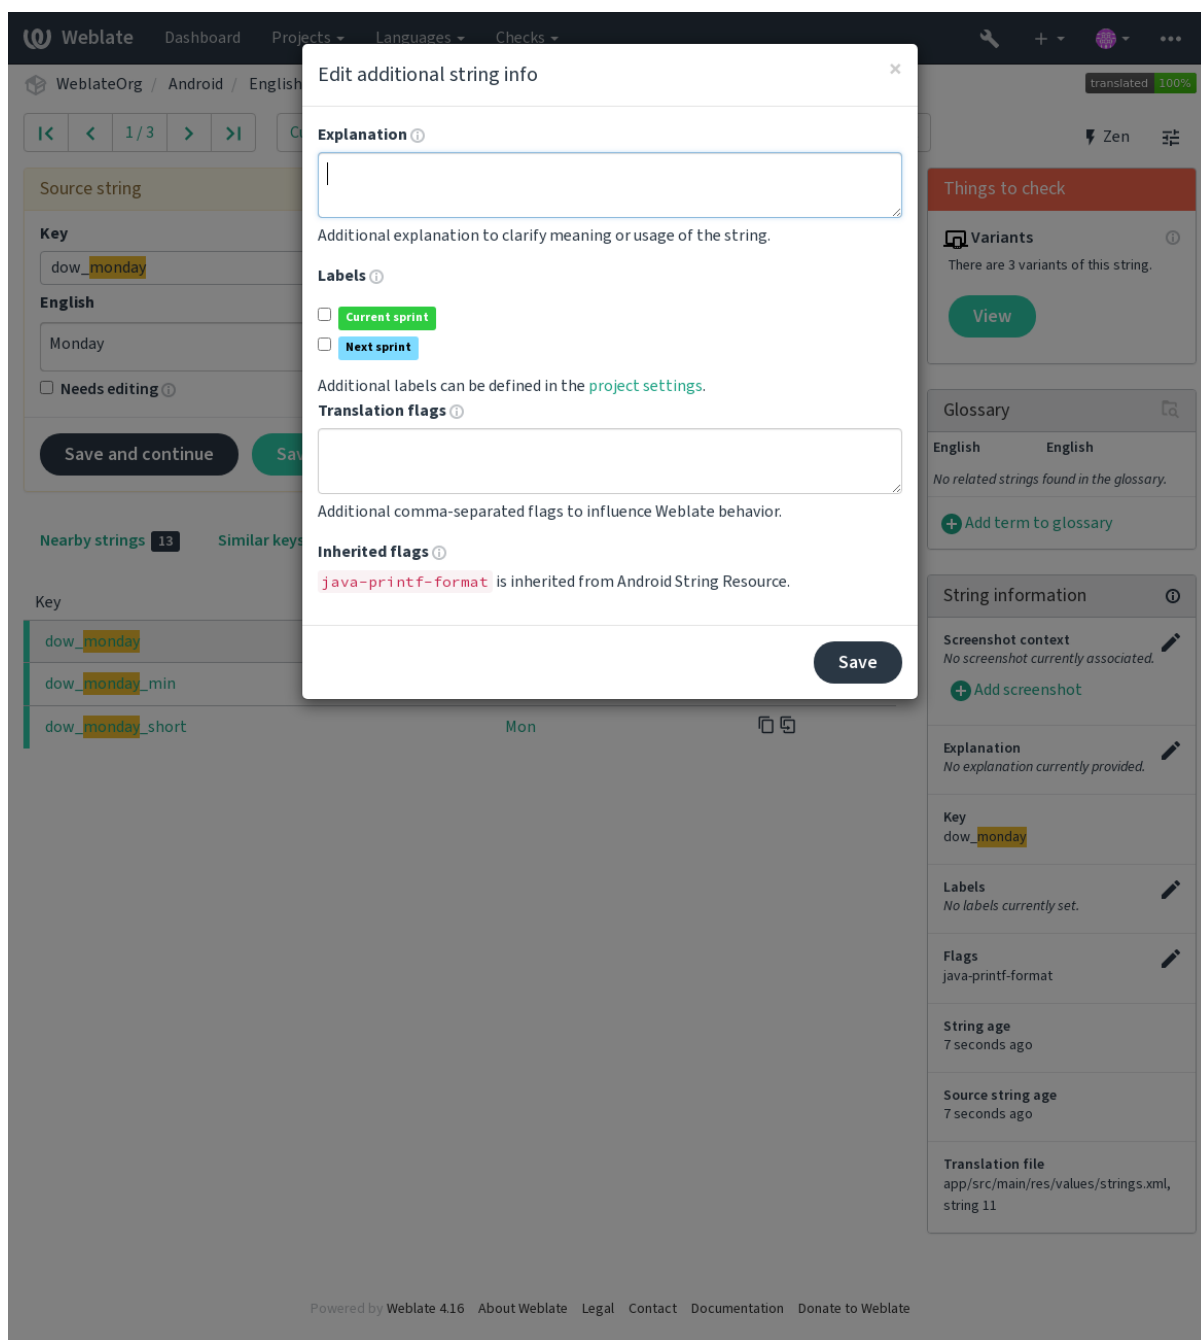 Weblate Dashboard Projects Languages Checks
WeblateOrg / Android / English
translated 100%
1 / 3
Zen
Edit additional string info
×
Explanation
Additional explanation to clarify meaning or usage of the string.
Labels
Current sprint
Next sprint
Additional labels can be defined in the project settings.
Translation flags
Additional comma-separated flags to influence Weblate behavior.
Inherited flags
java-printf-format is inherited from Android String Resource.
Save
Source string
Key
dow_monday
English
Monday
Needs editing
Save and continue
Nearby strings 13 Similar keys
Key
dow_monday
dow_monday_min
dow_monday_short Mon
Things to check
Variants
There are 3 variants of this string.
View
Glossary
English English
No related strings found in the glossary.
Add term to glossary
String information
Screenshot context
No screenshot currently associated.
Add screenshot
Explanation
No explanation currently provided.
Key
dow_monday
Labels
No labels currently set.
Flags
java-printf-format
String age
7 seconds ago
Source string age
7 seconds ago
Translation file
app/src/main/res/values/strings.xml,
string 11
Powered by Weblate 4.16 About Weblate Legal Contact Documentation Donate to Weblate